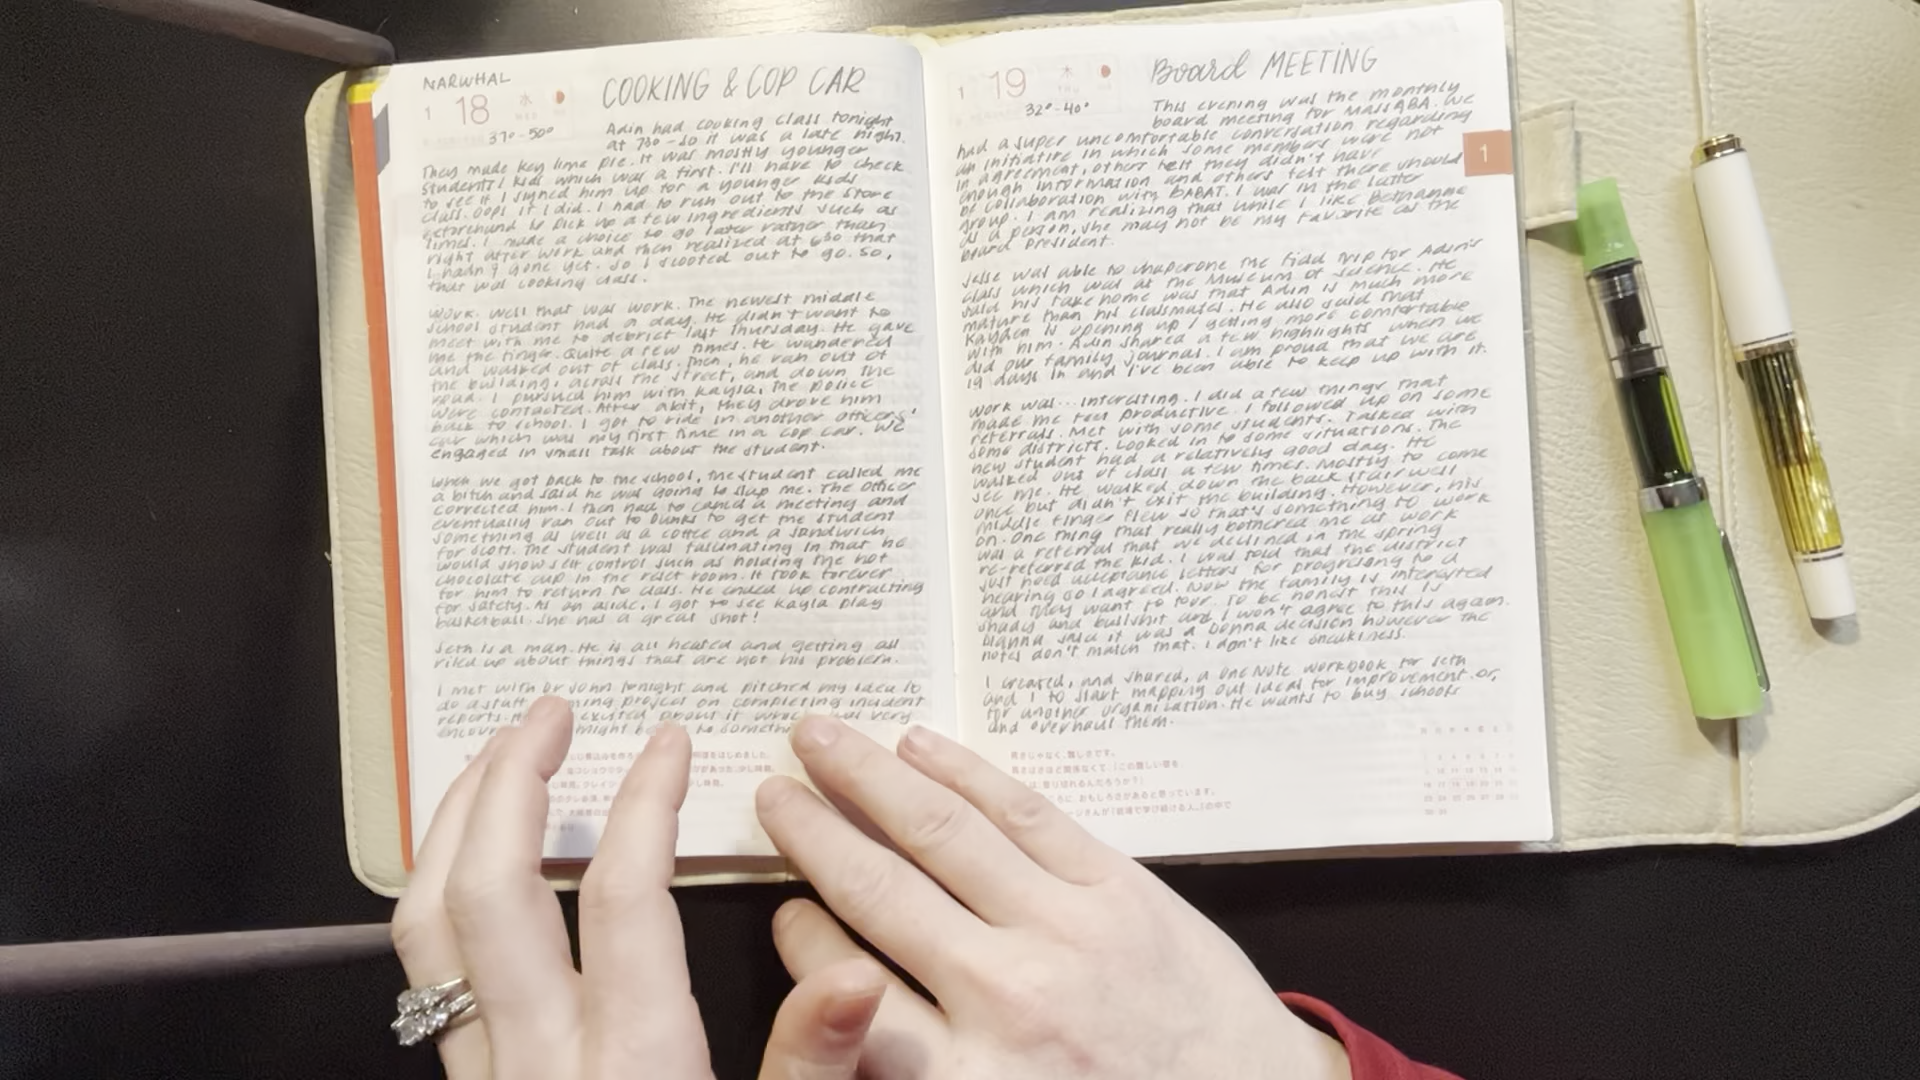 NARWHAL
1 18 水
WED
37° - 50°
COOKING & COP CAR
Adin had cooking class tonight
at 730 - so it was a late night.
They made key lime pie. It was mostly younger
students/kids which was a first. I'll have to check
to see if I signed him up for a younger kids
class. Oops if I did. I had to run out to the store
beforehand to pick up a few ingredients such as
limes. I made a choice to go later rather than
right after work and then realized at 630 that
I hadn't gone yet. So I scooted out to go. So,
that was cooking class.
Work. Well that was work. The newest middle
school student had a day. He didn't want to
meet with me to debrief last Thursday. He gave
me the finger. Quite a few times. He wandered
and walked out of class. Then, he ran out of
the building, across the street, and down the
road. I pursued him with Kayla, the police
were contacted. After abit, they drove him
back to school. I got to ride in another officers'
car which was my first time in a cop car. We
engaged in small talk about the student.
When we got back to the school, the student called me
a bitch and said he was going to slap me. The officer
corrected him. I then had to cancel a meeting and
eventually ran out to Dunks to get the student
something as well as a coffee and a sandwich
for Scott. The student was fascinating in that he
would show self control such as holding the hot
chocolate cup in the reset room. It took forever
for him to return to class. He ended up contracting
for safety. As an aside, I got to see Kayla play
basketball. She has a great shot!
Seth is a man. He is all heated and getting all
riled up about things that are not his problem.
I met with Dr John tonight and pitched my idea to
do a staff project on completing incident
reports. excited about it which was very
might be to
1 19 木
THU
32° - 40°
Board MEETING
This evening was the monthly
board meeting for MassABA. We
had a super uncomfortable conversation regarding
an initiative in which some members were not
in agreement, others felt they didn't have
enough information and others felt there should
be collaboration with BABAT. I was in the latter
group. I am realizing that while I like Bethanne
as a person, she may not be my favorite as the
board president.
Jesse was able to chaperone the field trip for Adin's
class which was at the Museum of Science. He
said his take home was that Adin is much more
mature than his classmates. He also said that
Kayden is opening up / getting more comfortable
with him. Adin shared a few highlights when we
did our family journal. I am proud that we are
19 days in and I've been able to keep up with it.
Work was... interesting. I did a few things that
made me feel productive. I followed up on some
referrals. Met with some students. Talked with
some districts. Looked in to some situations. The
new student had a relatively good day. He
walked out of class a few times. Mostly to come
see me. He walked down the back stairwell
once but didn't exit the building. However, his
middle finger flew so that's something to work
on. One thing that really bothered me at work
was a referral that we declined in the spring
re-referred the kid. I was told that the district
just need acceptance letters for progressing to a
hearing so I agreed. Now the family is interested
and they want to tour. To be honest this is
shady and bullshit and I won't agree to this again.
Dianna said it was a Donna decision however the
notes don't match that. I don't like sneakiness.
I created, and shared, a OneNote workbook for Seth
and I to start mapping out ideas for improvement or,
for another organization. He wants to buy schools
and overhaul them.
1